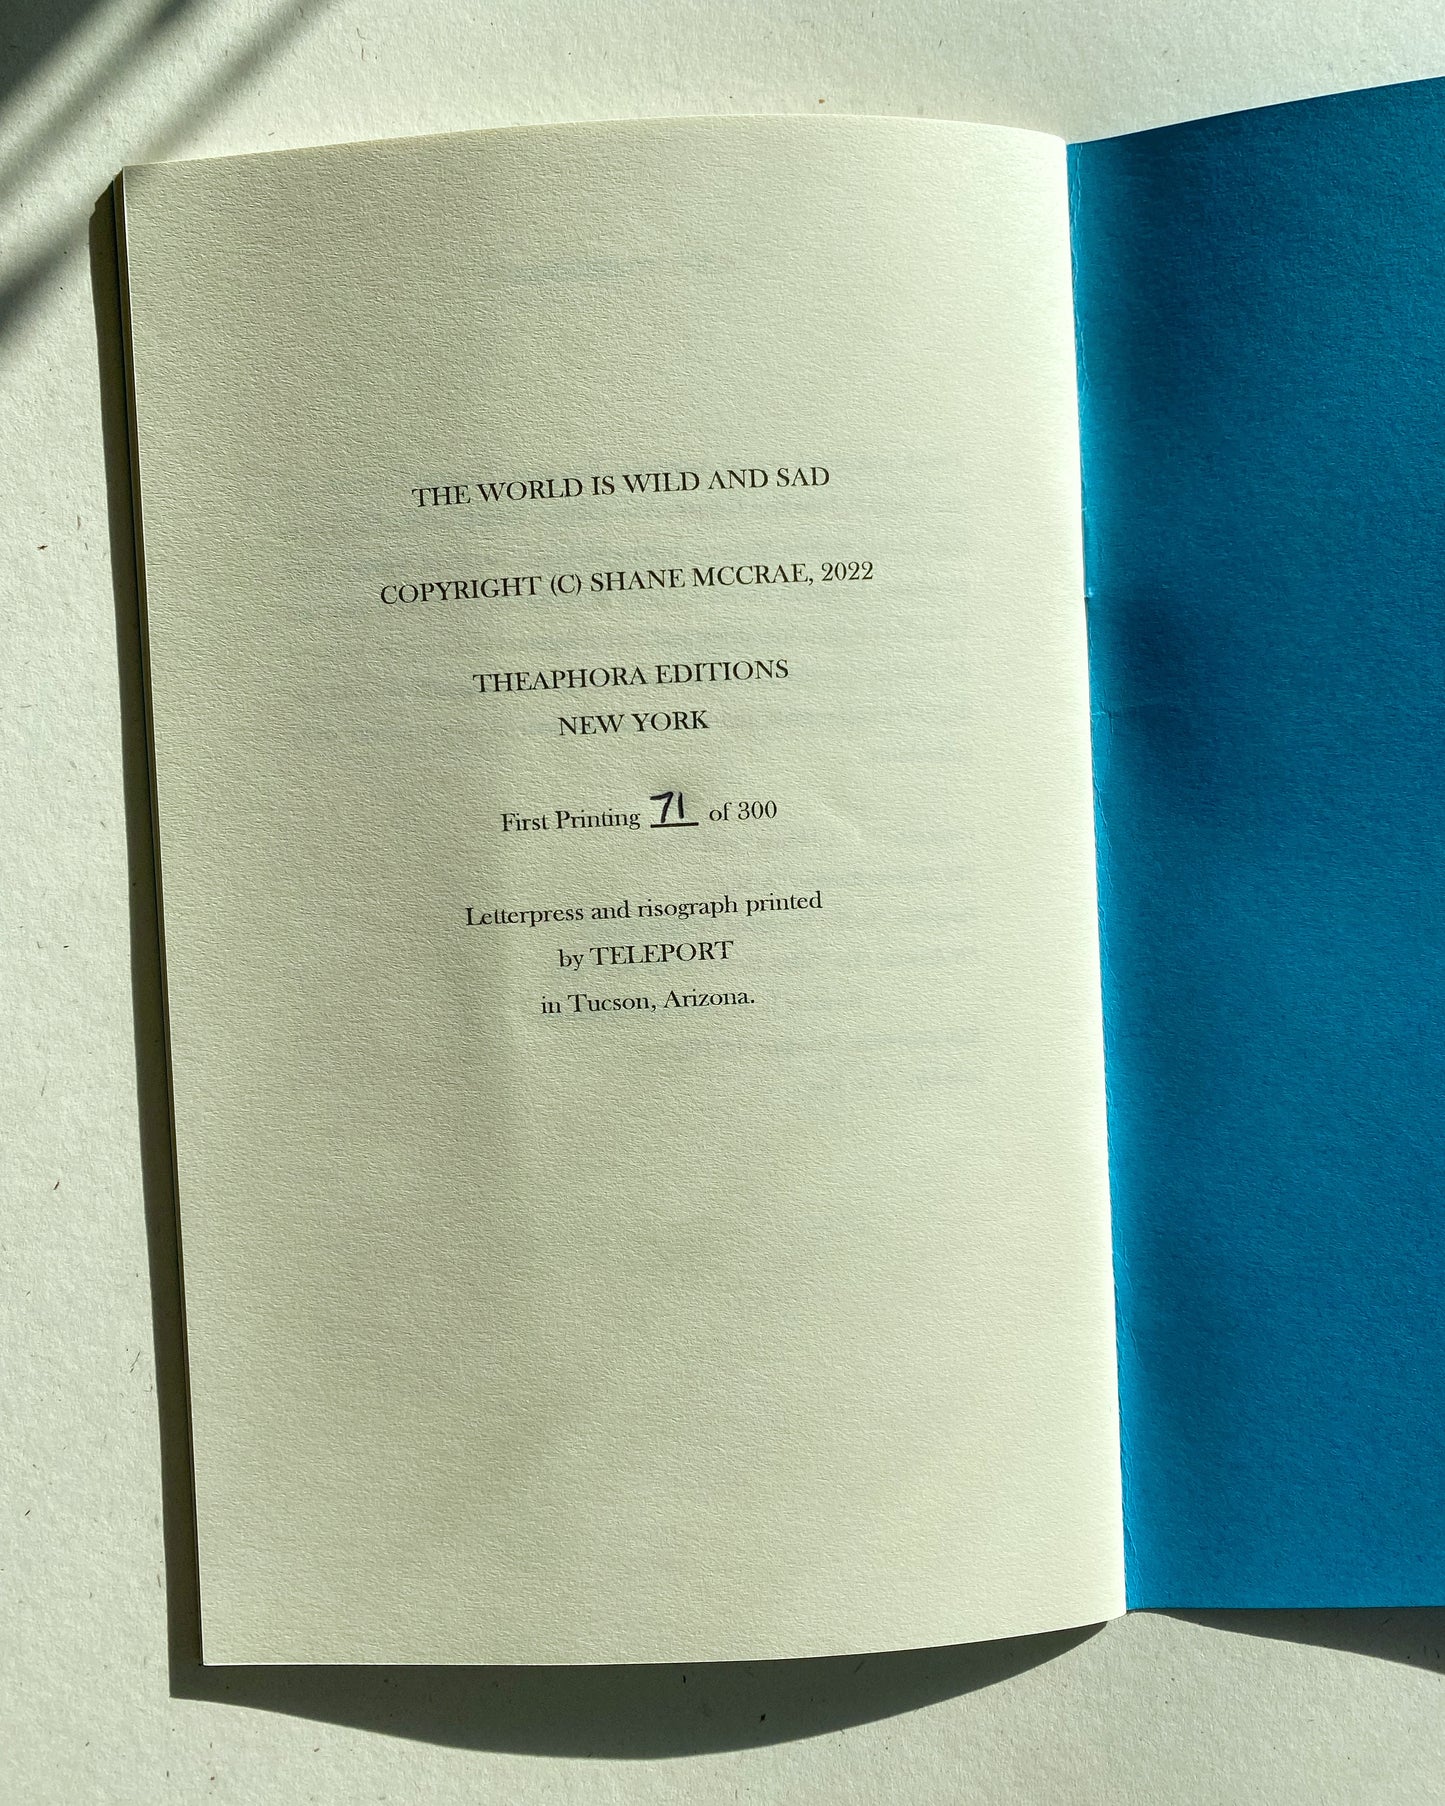 THE WORLD IS WILD AND SAD
COPYRIGHT (C) SHANE MCCRAE, 2022
THEAPHORA EDITIONS
NEW YORK
First Printing 71 of 300
Letterpress and risograph printed
by TELEPORT
in Tucson, Arizona.